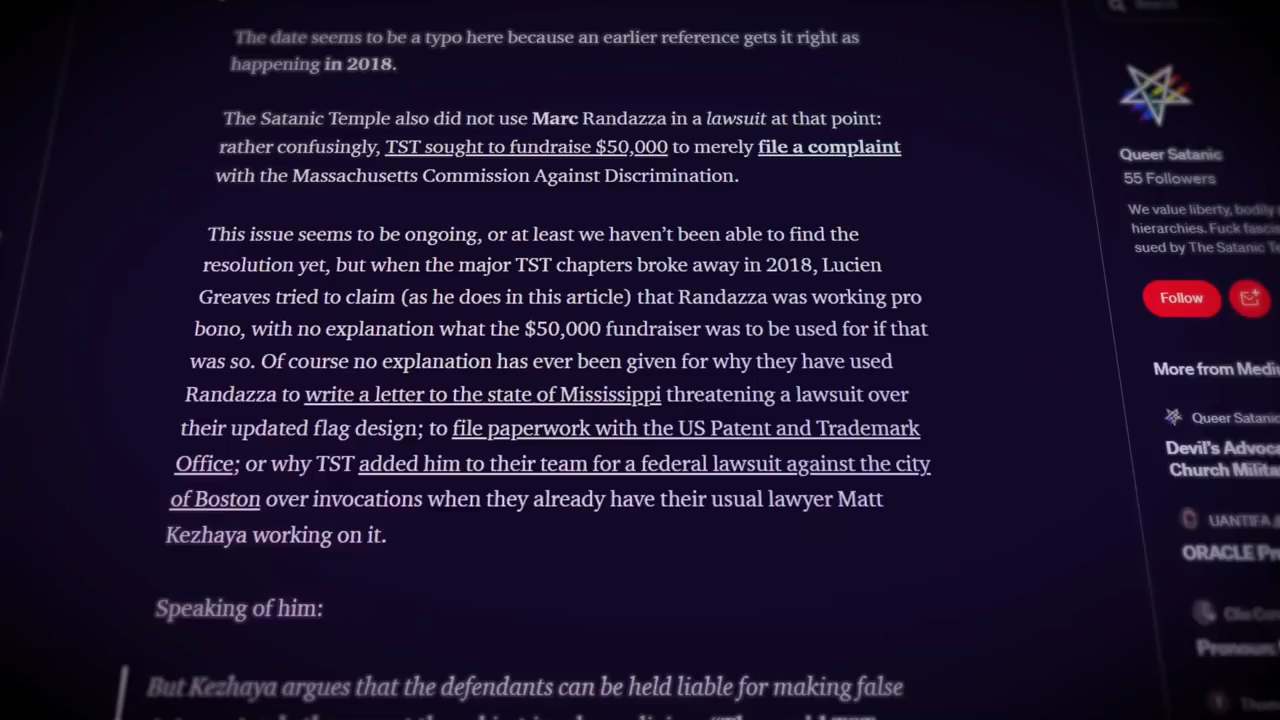 Search
The date seems to be a typo here because an earlier reference gets it right as
happening in 2018.
The Satanic Temple also did not use Marc Randazza in a lawsuit at that point:
rather confusingly, TST sought to fundraise $50,000 to merely file a complaint
with the Massachusetts Commission Against Discrimination.
This issue seems to be ongoing, or at least we haven't been able to find the
resolution yet, but when the major TST chapters broke away in 2018, Lucien
Greaves tried to claim (as he does in this article) that Randazza was working pro
bono, with no explanation what the $50,000 fundraiser was to be used for if that
was so. Of course no explanation has ever been given for why they have used
Randazza to write a letter to the state of Mississippi threatening a lawsuit over
their updated flag design; to file paperwork with the US Patent and Trademark
Office; or why TST added him to their team for a federal lawsuit against the city
of Boston over invocations when they already have their usual lawyer Matt
Kezhaya working on it.
Speaking of him:
But Kezhaya argues that the defendants can be held liable for making false
Queer Satanic
55 Followers
We value liberty, bodily
hierarchies. Fuck fascis
sued by The Satanic Te
Follow
More from Mediu
Queer Satanic
Devil's Advoca
Church Milita
UANTIFA
ORACLE Pr
Pronouns